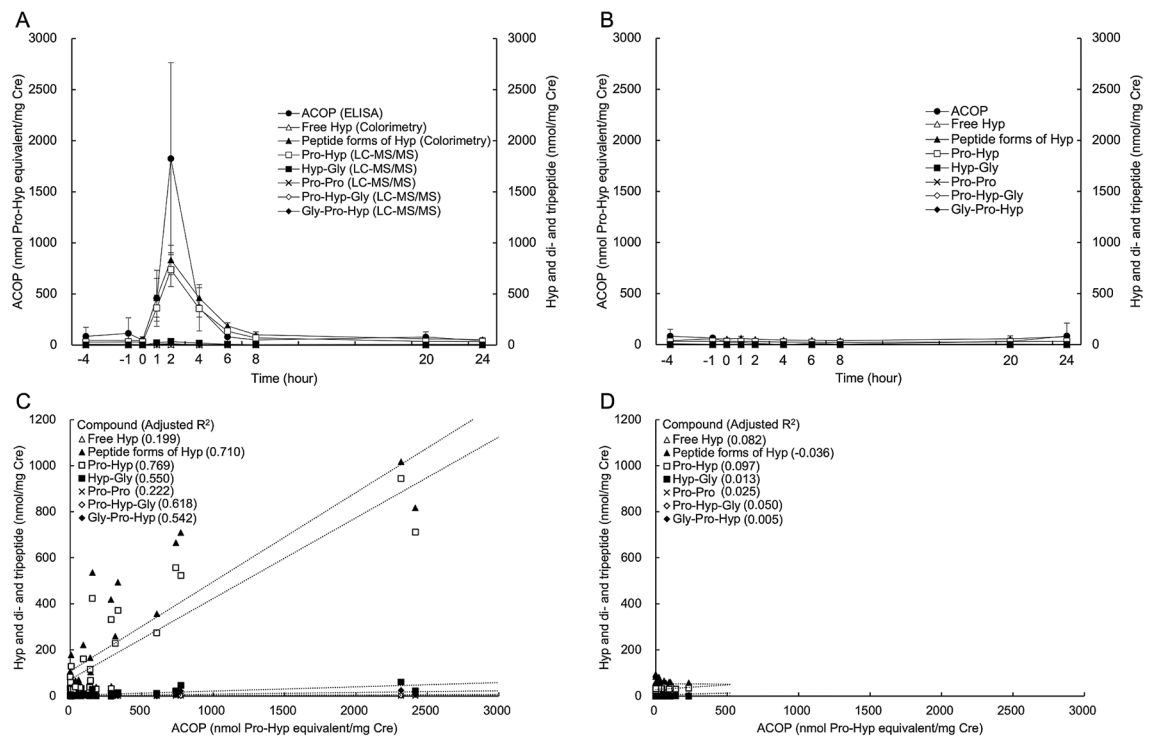 A
3000
2500
2000
1500
1000
500
0
ACOP (nmol Pro-Hyp equivalent/mg Cre)
ACOP (ELISA)
Free Hyp (Colorimetry)
Peptide forms of Hyp (Colorimetry)
Pro-Hyp (LC-MS/MS)
Hyp-Gly (LC-MS/MS)
Pro-Pro (LC-MS/MS)
Pro-Hyp-Gly (LC-MS/MS)
Gly-Pro-Hyp (LC-MS/MS)
3000
2500
2000
1500
1000
500
0
Hyp and di- and tripeptide (nmol/mg Cre)
-4 -1 0 1 2 4 6 8 20 24
Time (hour)
B
3000
2500
2000
1500
1000
500
0
ACOP (nmol Pro-Hyp equivalent/mg Cre)
ACOP
Free Hyp
Peptide forms of Hyp
Pro-Hyp
Hyp-Gly
Pro-Pro
Pro-Hyp-Gly
Gly-Pro-Hyp
3000
2500
2000
1500
1000
500
0
Hyp and di- and tripeptide (nmol/mg Cre)
-4 -1 0 1 2 4 6 8 20 24
Time (hour)
C
1200
1000
800
600
400
200
0
Hyp and di- and tripeptide (nmol/mg Cre)
Compound (Adjusted R²)
Free Hyp (0.199)
Peptide forms of Hyp (0.710)
Pro-Hyp (0.769)
Hyp-Gly (0.550)
Pro-Pro (0.222)
Pro-Hyp-Gly (0.618)
Gly-Pro-Hyp (0.542)
0 500 1000 1500 2000 2500 3000
ACOP (nmol Pro-Hyp equivalent/mg Cre)
D
1200
1000
800
600
400
200
0
Hyp and di- and tripeptide (nmol/mg Cre)
Compound (Adjusted R²)
Free Hyp (0.082)
Peptide forms of Hyp (-0.036)
Pro-Hyp (0.097)
Hyp-Gly (0.013)
Pro-Pro (0.025)
Pro-Hyp-Gly (0.050)
Gly-Pro-Hyp (0.005)
0 500 1000 1500 2000 2500 3000
ACOP (nmol Pro-Hyp equivalent/mg Cre)